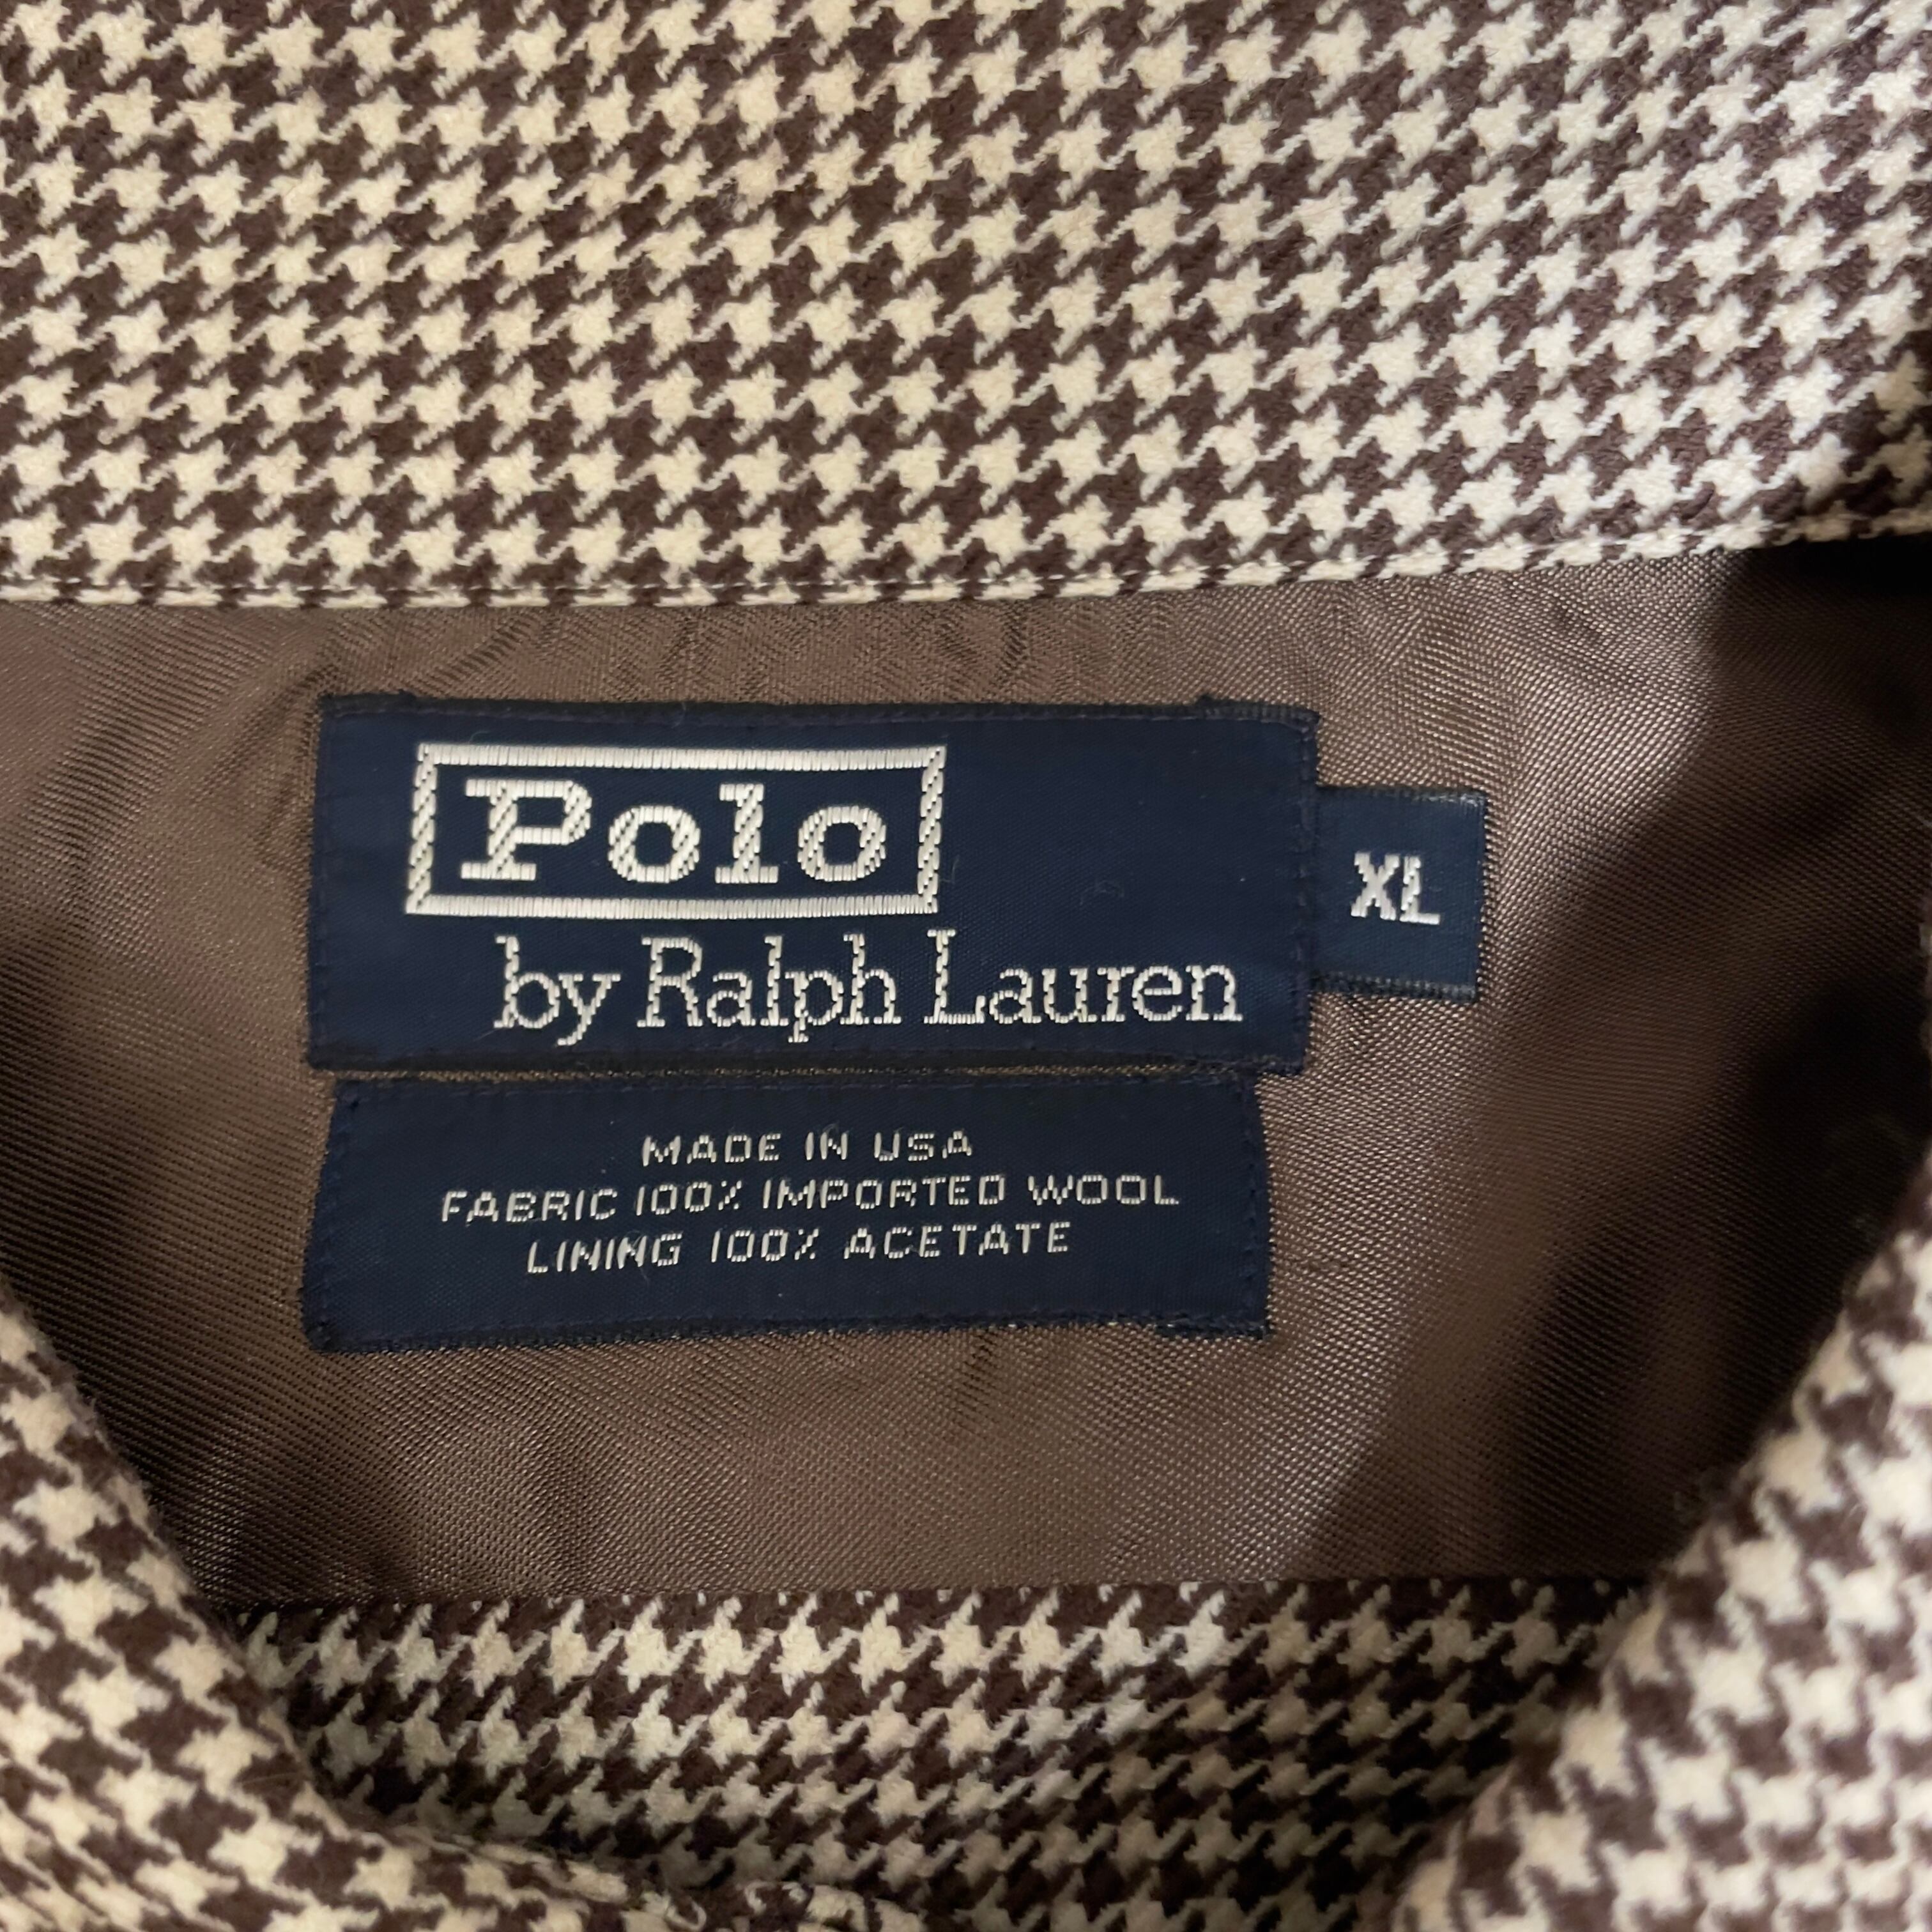 Polo
by Ralph Lauren
XL
MADE IN USA
FABRIC 100% IMPORTED WOOL
LINING 100% ACETATE